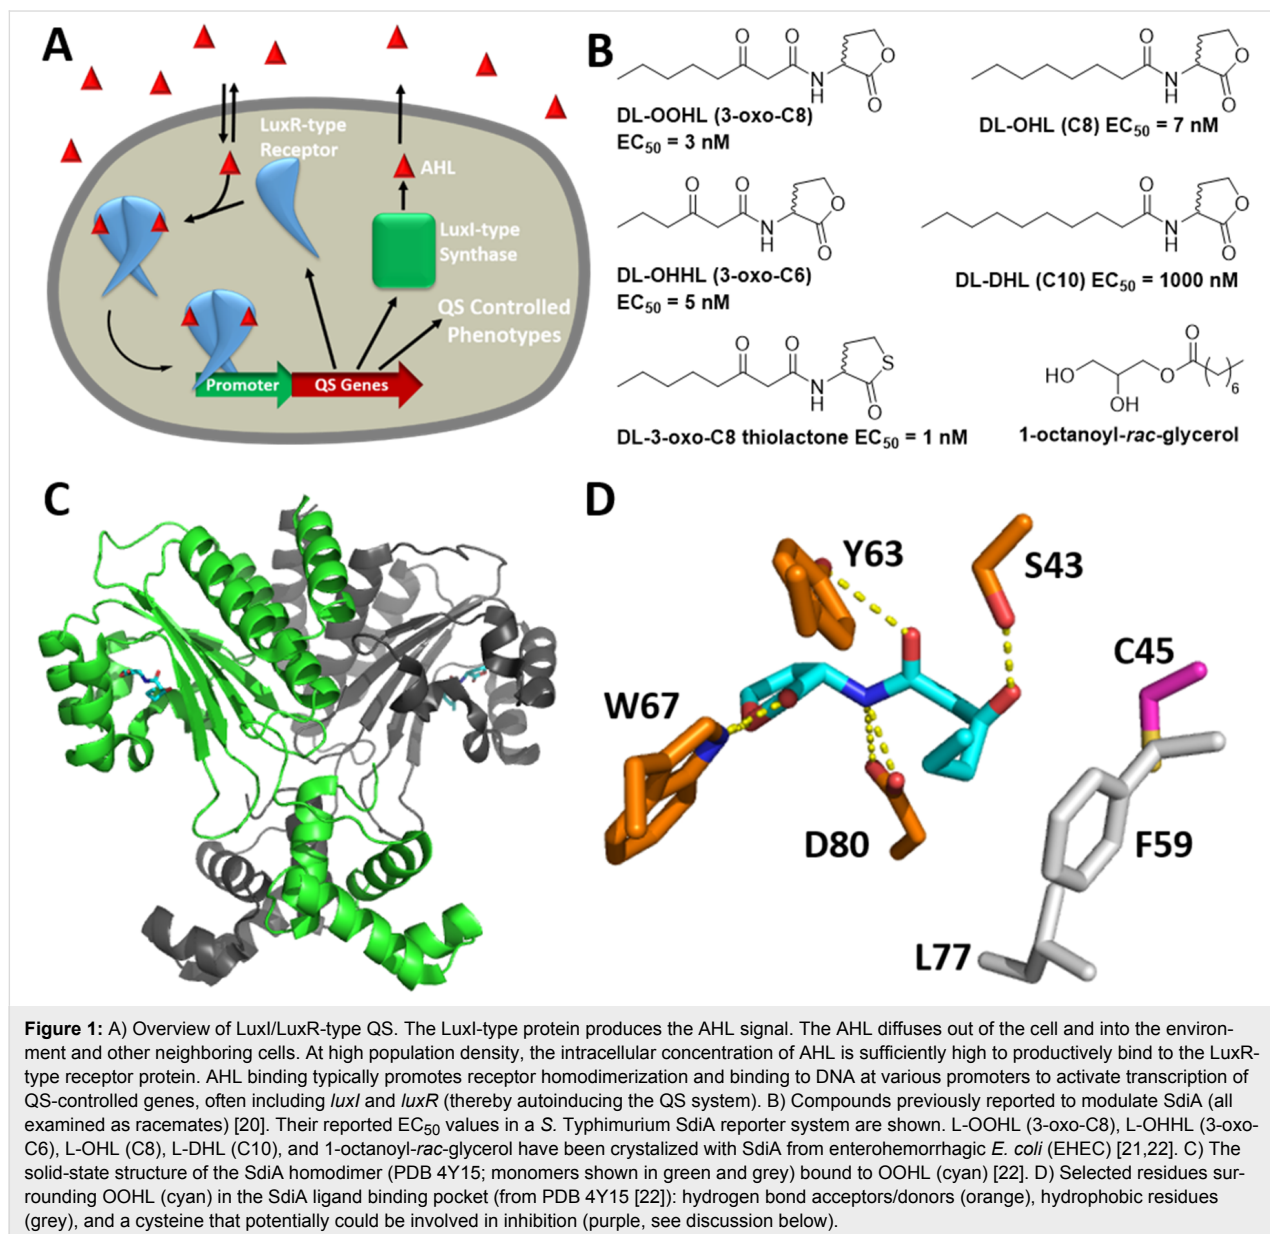 A
LuxR-type
Receptor
AHL
LuxI-type
Synthase
QS Controlled
Phenotypes
Promoter
QS Genes
B
O O O
N
H
O
DL-OOHL (3-oxo-C8)
EC50 = 3 nM
O O
N
H
O
DL-OHL (C8) EC50 = 7 nM
O O O
N
H
O
DL-OHHL (3-oxo-C6)
EC50 = 5 nM
O O
N
H
O
DL-DHL (C10) EC50 = 1000 nM
O O S
N
H
O
DL-3-oxo-C8 thiolactone EC50 = 1 nM
O
HO O ( )6
OH
1-octanoyl-rac-glycerol
C
D
Y63
S43
C45
W67
D80
F59
L77
Figure 1: A) Overview of LuxI/LuxR-type QS. The LuxI-type protein produces the AHL signal. The AHL diffuses out of the cell and into the environ-
ment and other neighboring cells. At high population density, the intracellular concentration of AHL is sufficiently high to productively bind to the LuxR-
type receptor protein. AHL binding typically promotes receptor homodimerization and binding to DNA at various promoters to activate transcription of
QS-controlled genes, often including luxI and luxR (thereby autoinducing the QS system). B) Compounds previously reported to modulate SdiA (all
examined as racemates) [20]. Their reported EC50 values in a S. Typhimurium SdiA reporter system are shown. L-OOHL (3-oxo-C8), L-OHHL (3-oxo-
C6), L-OHL (C8), L-DHL (C10), and 1-octanoyl-rac-glycerol have been crystalized with SdiA from enterohemorrhagic E. coli (EHEC) [21,22]. C) The
solid-state structure of the SdiA homodimer (PDB 4Y15; monomers shown in green and grey) bound to OOHL (cyan) [22]. D) Selected residues sur-
rounding OOHL (cyan) in the SdiA ligand binding pocket (from PDB 4Y15 [22]): hydrogen bond acceptors/donors (orange), hydrophobic residues
(grey), and a cysteine that potentially could be involved in inhibition (purple, see discussion below).